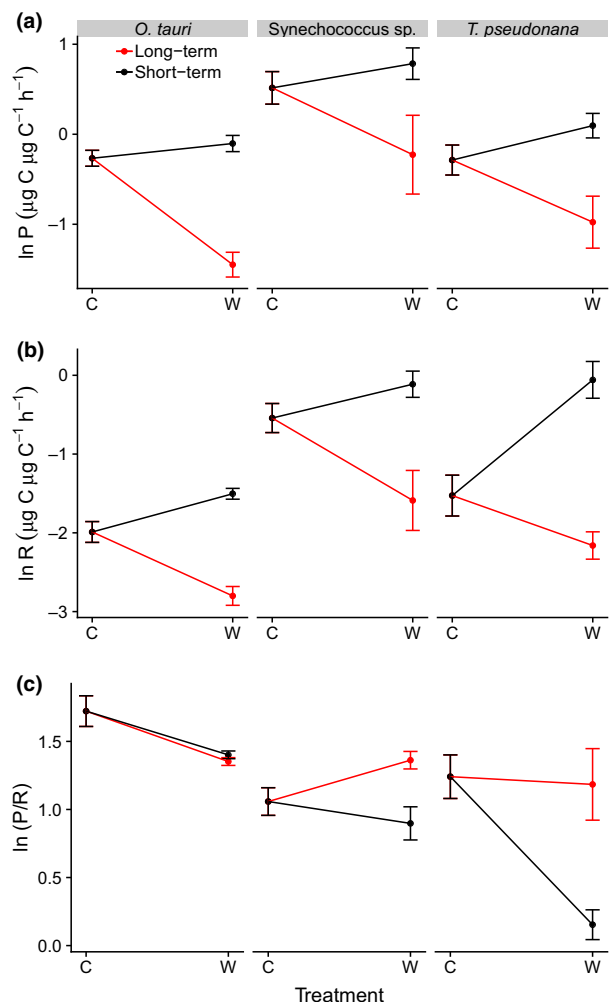 (a)
O. tauri Synechococcus sp. T. pseudonana
Long−term
Short−term
ln P (µg C µg C⁻¹ h⁻¹)
1
0
−1
C W C W C W
(b)
ln R (µg C µg C⁻¹ h⁻¹)
0
−1
−2
−3
C W C W C W
(c)
ln (P/R)
1.5
1.0
0.5
0.0
C W C W C W
Treatment